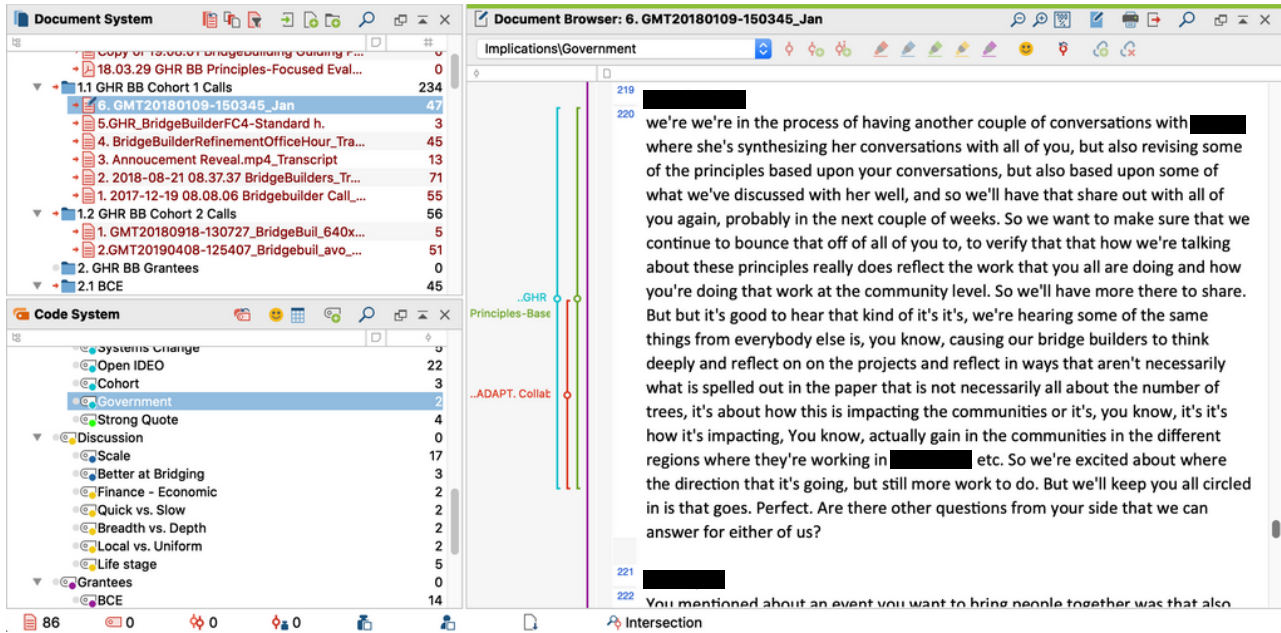 Document System
#
Copy of 19.06.01 BridgeBuilding Guiding P... 0
18.03.29 GHR BB Principles-Focused Eval... 0
1.1 GHR BB Cohort 1 Calls 234
6. GMT20180109-150345_Jan 47
5.GHR_BridgeBuilderFC4-Standard h. 3
4. BridgeBuilderRefinementOfficeHour_Tra... 45
3. Annoucement Reveal.mp4_Transcript 13
2. 2018-08-21 08.37.37 BridgeBuilders_Tr... 71
1. 2017-12-19 08.08.06 Bridgebuilder Call_... 55
1.2 GHR BB Cohort 2 Calls 56
1. GMT20180918-130727_BridgeBuil_640x... 5
2.GMT20190408-125407_Bridgebuil_avo_... 51
2. GHR BB Grantees 0
2.1 BCE 45
Code System
Systems Change 5
Open IDEO 22
Cohort 3
Government 2
Strong Quote 4
Discussion 0
Scale 17
Better at Bridging 3
Finance - Economic 2
Quick vs. Slow 2
Breadth vs. Depth 2
Local vs. Uniform 2
Life stage 5
Grantees 0
BCE 14
86 0 0 0
Document Browser: 6. GMT20180109-150345_Jan
Implications\Government
..GHR
Principles-Base
..ADAPT. Collab
219
220
we're we're in the process of having another couple of conversations with
where she's synthesizing her conversations with all of you, but also revising some
of the principles based upon your conversations, but also based upon some of
what we've discussed with her well, and so we'll have that share out with all of
you again, probably in the next couple of weeks. So we want to make sure that we
continue to bounce that off of all of you to, to verify that that how we're talking
about these principles really does reflect the work that you all are doing and how
you're doing that work at the community level. So we'll have more there to share.
But but it's good to hear that kind of it's it's, we're hearing some of the same
things from everybody else is, you know, causing our bridge builders to think
deeply and reflect on on the projects and reflect in ways that aren't necessarily
what is spelled out in the paper that is not necessarily all about the number of
trees, it's about how this is impacting the communities or it's, you know, it's it's
how it's impacting, You know, actually gain in the communities in the different
regions where they're working in etc. So we're excited about where
the direction that it's going, but still more work to do. But we'll keep you all circled
in is that goes. Perfect. Are there other questions from your side that we can
answer for either of us?
221
222
You mentioned about an event you want to bring people together was that also
Intersection